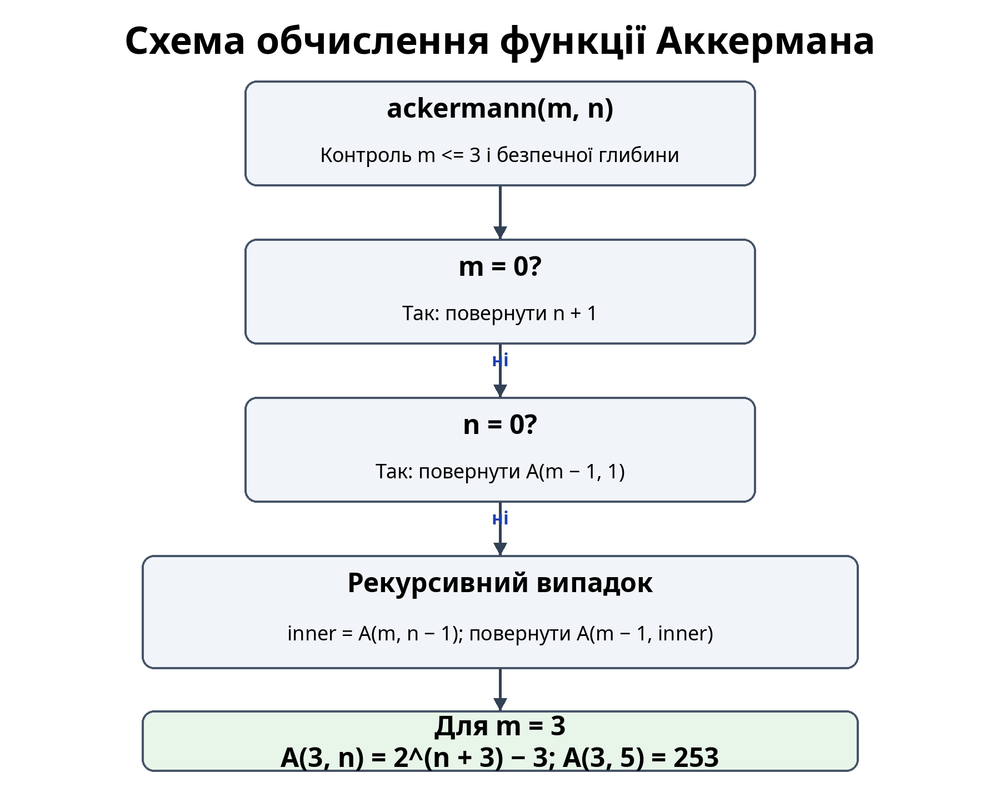 Схема обчислення функції Аккермана
ackermann(m, n)
Контроль m <= 3 і безпечної глибини
m = 0?
Так: повернути n + 1
ні
n = 0?
Так: повернути A(m − 1, 1)
ні
Рекурсивний випадок
inner = A(m, n − 1); повернути A(m − 1, inner)
Для m = 3
A(3, n) = 2^(n + 3) − 3; A(3, 5) = 253